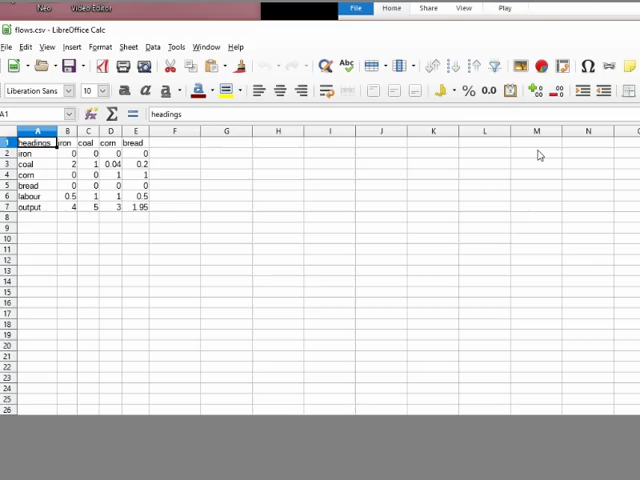 Neo Video Editor File Home Share View Play
flows.csv - LibreOffice Calc
File Edit View Insert Format Sheet Data Tools Window Help
Liberation Sans 10 0.0
A1 headings
A B C D E F G H I J K L M N
1 headings iron coal corn bread
2 iron 0 0 0 0
3 coal 2 1 0.04 0.2
4 corn 0 0 1 1
5 bread 0 0 0 0
6 labour 0.5 1 1 0.5
7 output 4 5 3 1.95
8
9
10
11
12
13
14
15
16
17
18
19
20
21
22
23
24
25
26